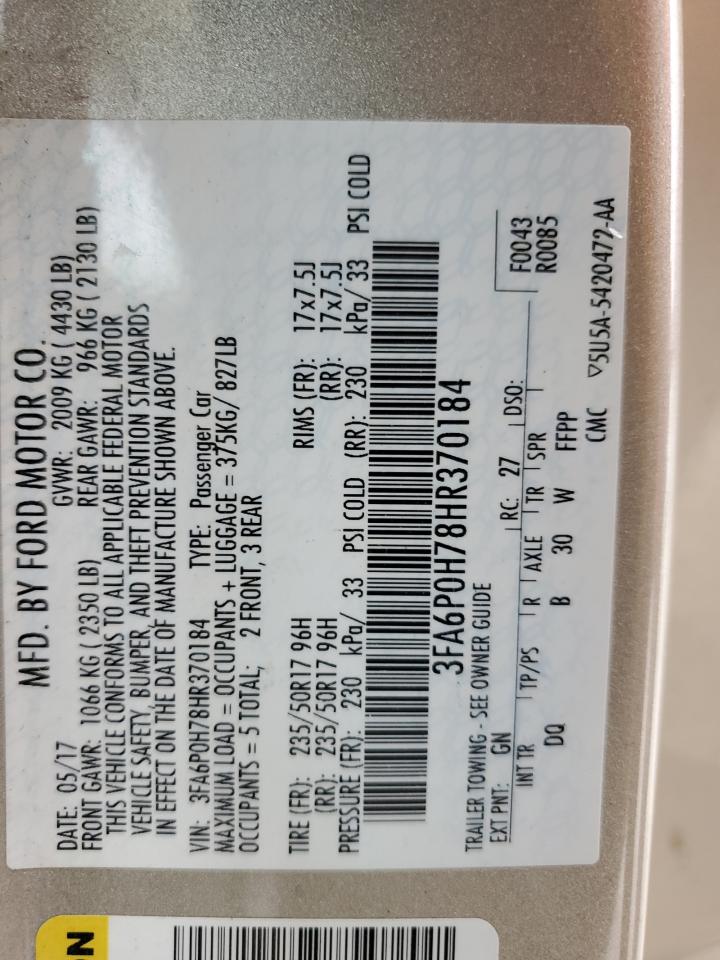 MFD. BY FORD MOTOR CO.
DATE: 05/17 GVWR: 2009 KG ( 4430 LB)
FRONT GAWR: 1066 KG ( 2350 LB) REAR GAWR: 966 KG ( 2130 LB)
THIS VEHICLE CONFORMS TO ALL APPLICABLE FEDERAL MOTOR
VEHICLE SAFETY, BUMPER, AND THEFT PREVENTION STANDARDS
IN EFFECT ON THE DATE OF MANUFACTURE SHOWN ABOVE.
VIN: 3FA6P0H78HR370184 TYPE: Passenger Car
MAXIMUM LOAD = OCCUPANTS + LUGGAGE = 375KG/ 827LB
OCCUPANTS = 5 TOTAL; 2 FRONT, 3 REAR
TIRE (FR): 235/50R17 96H RIMS (FR): 17x7.5J
(RR): 235/50R17 96H (RR): 17x7.5J
PRESSURE (FR): 230 kPa/ 33 PSI COLD (RR): 230 kPa/ 33 PSI COLD
3FA6P0H78HR370184
TRAILER TOWING - SEE OWNER GUIDE
EXT PNT: GN RC: 27 DSO: F0043
R0085
INT TR TP/PS R AXLE TR SPR
DQ B 30 W FFPP
CMC ▽5U5A-5420472-AA
N